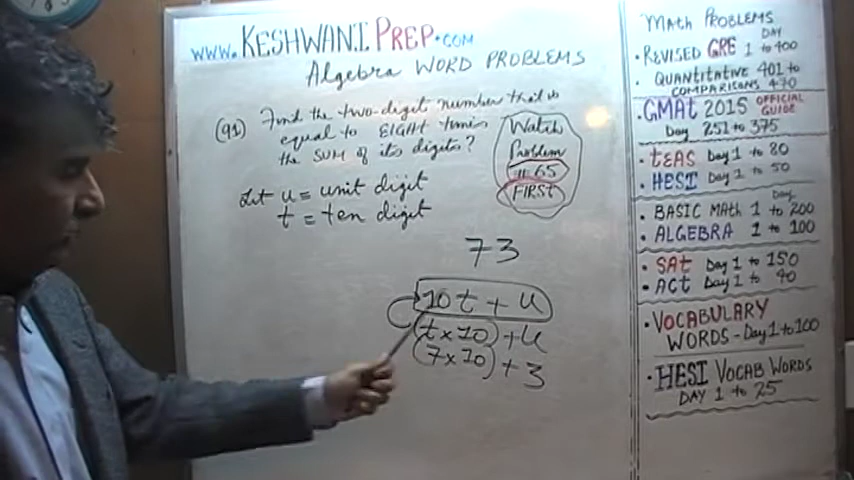 www.KESHWANI PREP.COM
Algebra WORD PROBLEMS
(91) Find the two-digit number that is
equal to EIGHT times
the SUM of its digits?
Watch
Problem
# 65
FIRST
Let u = unit digit
t = ten digit
73
10 t + u
(t x 10) + u
(7 x 10) + 3
MATH PROBLEMS
DAY
• REVISED GRE 1 to 400
• QUANTITATIVE 401 to
COMPARISONS 470
• GMAT 2015 OFFICIAL GUIDE
Day 251 to 375
• TEAS Day 1 to 80
• HESI Day 1 to 50
Day
• BASIC MATH 1 to 200
• ALGEBRA 1 to 100
• SAT Day 1 to 150
• ACT Day 1 to 90
• VOCABULARY
WORDS - Day 1 to 100
• HESI VOCAB WORDS
DAY 1 to 25